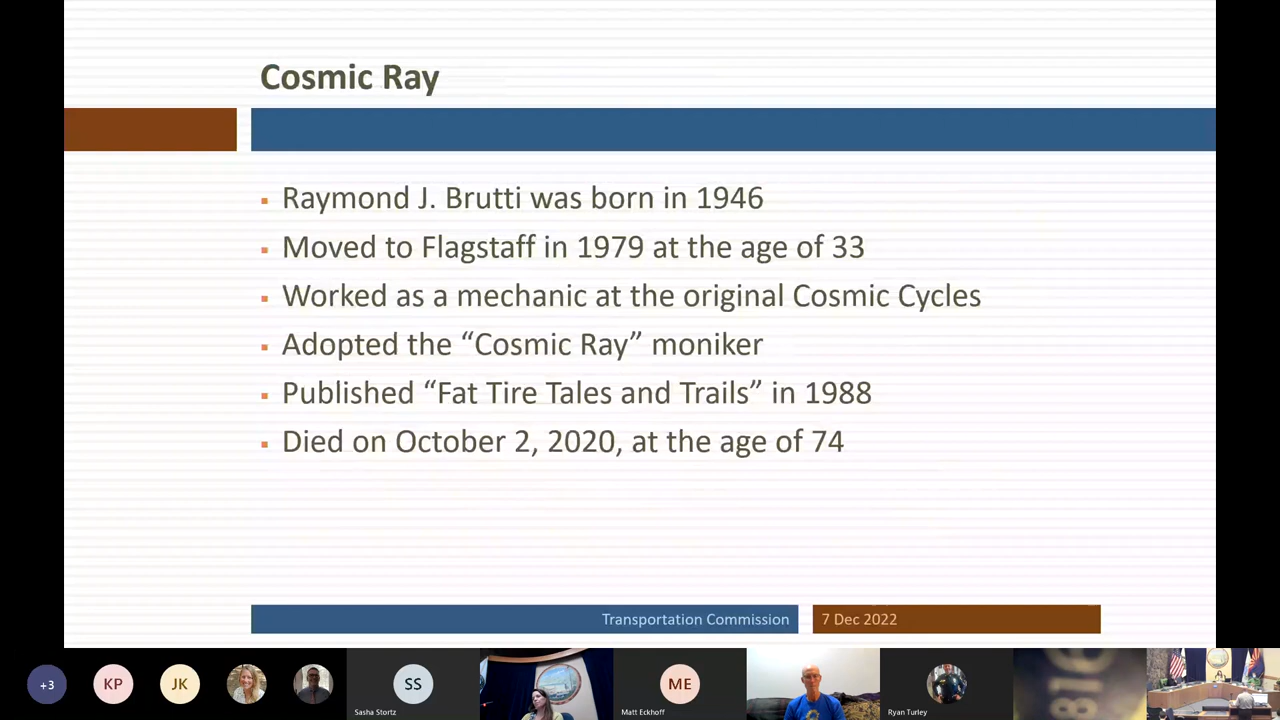 Cosmic Ray
Raymond J. Brutti was born in 1946
Moved to Flagstaff in 1979 at the age of 33
Worked as a mechanic at the original Cosmic Cycles
Adopted the “Cosmic Ray” moniker
Published “Fat Tire Tales and Trails” in 1988
Died on October 2, 2020, at the age of 74
Transportation Commission
7 Dec 2022
+3
KP
JK
SS
Sasha Stortz
ME
Matt Eckhoff
Ryan Turley